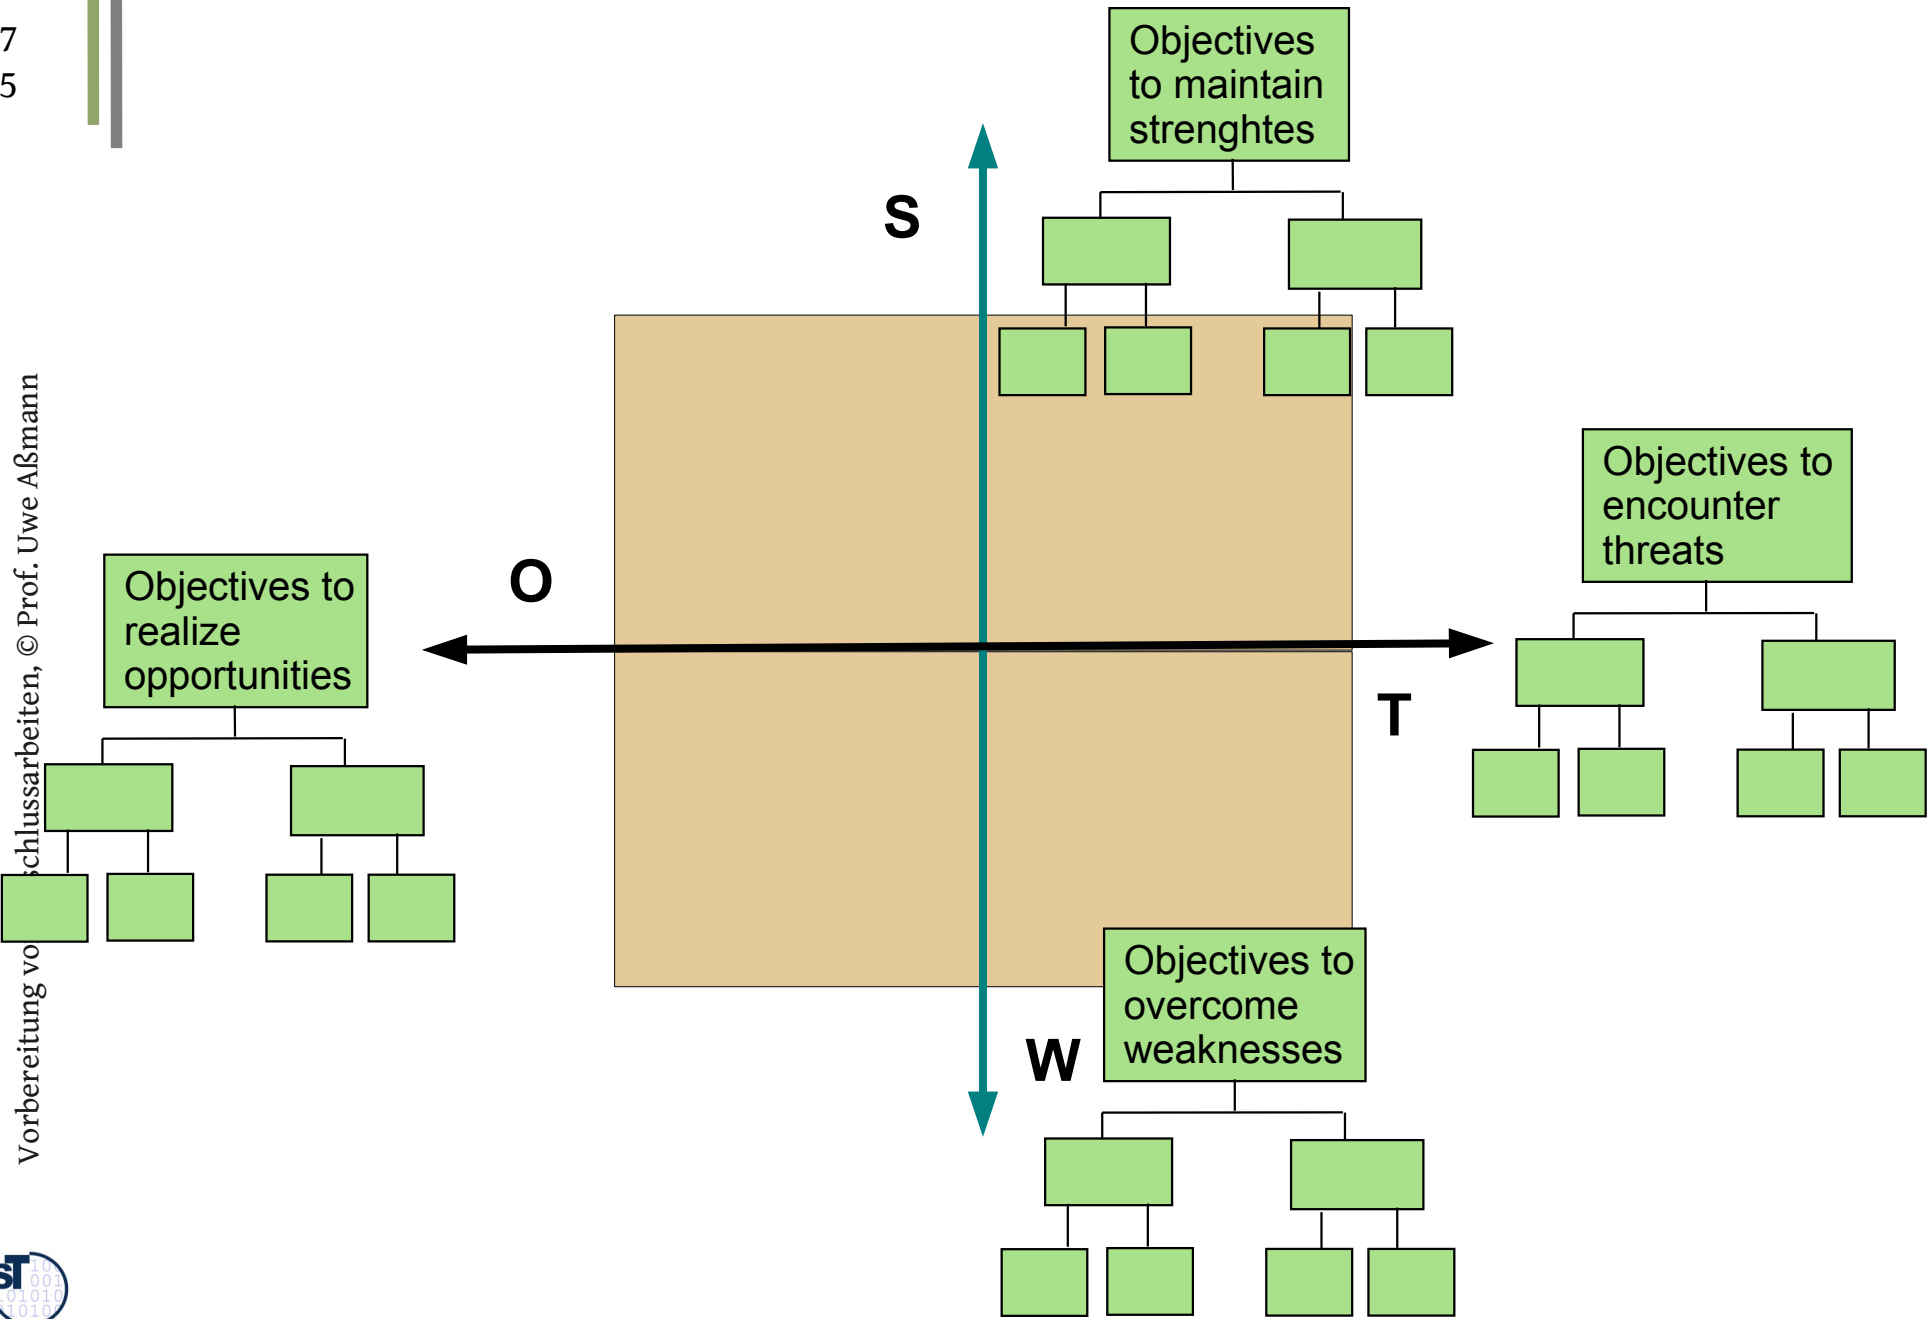 7
5
Objectives
to maintain
strenghtes
S
Objectives to
encounter
threats
O
Objectives to
realize
opportunities
T
Objectives to
overcome
weaknesses
W
Vorbereitung vo
schlussarbeiten, © Prof. Uwe Aßmann
ST